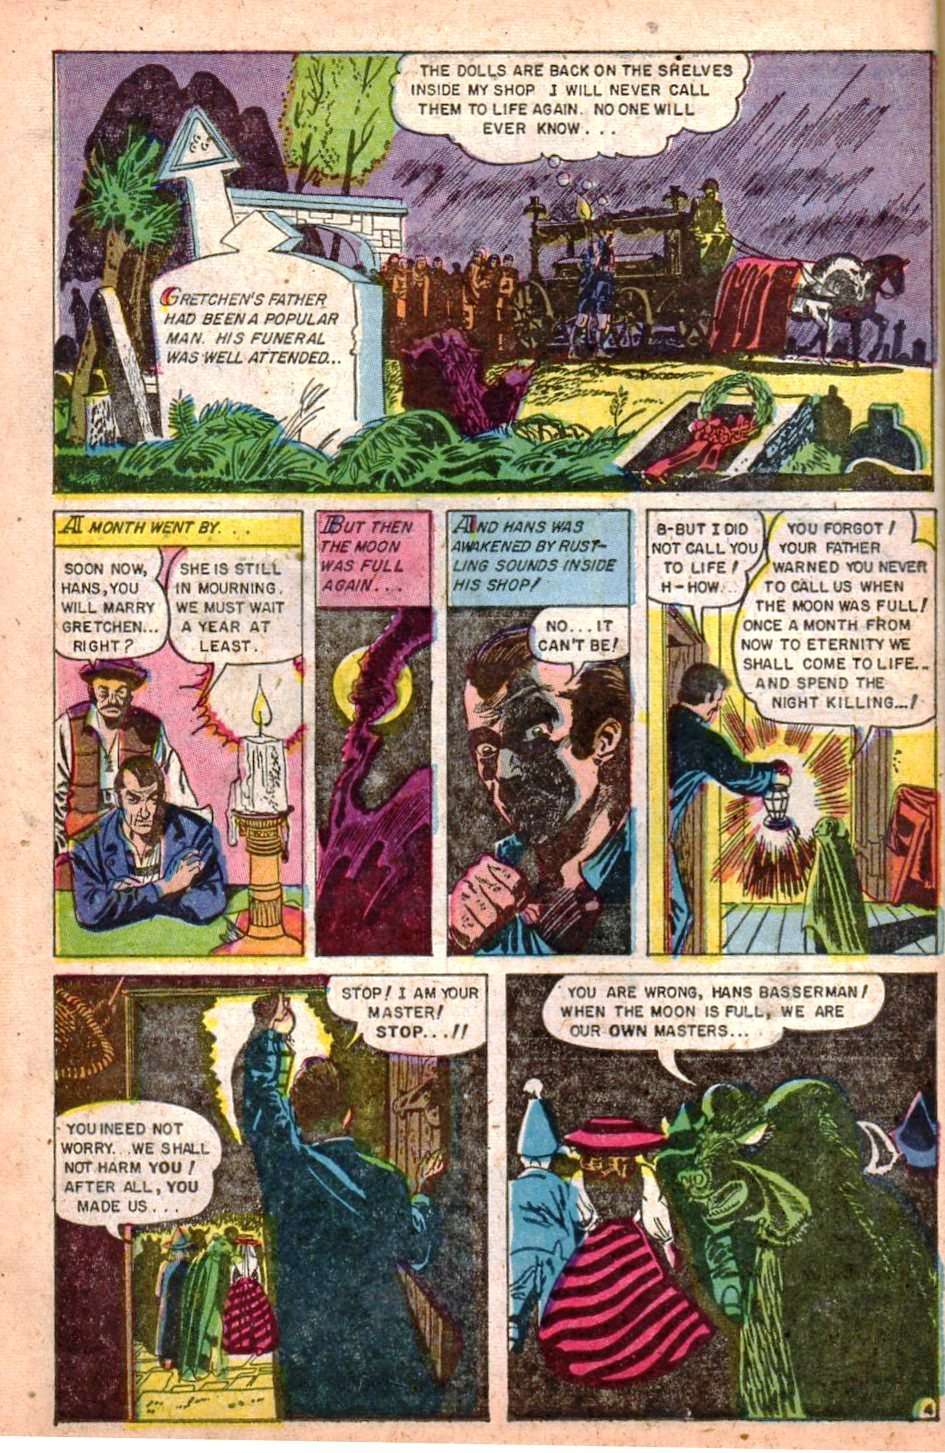 THE DOLLS ARE BACK ON THE SHELVES
INSIDE MY SHOP I WILL NEVER CALL
THEM TO LIFE AGAIN. NO ONE WILL
EVER KNOW...
GRETCHEN'S FATHER
HAD BEEN A POPULAR
MAN. HIS FUNERAL
WAS WELL ATTENDED...
A MONTH WENT BY...
SOON NOW,
HANS, YOU
WILL MARRY
GRETCHEN...
RIGHT?
SHE IS STILL
IN MOURNING.
WE MUST WAIT
A YEAR AT
LEAST.
BUT THEN
THE MOON
WAS FULL
AGAIN...
AND HANS WAS
AWAKENED BY RUST-
LING SOUNDS INSIDE
HIS SHOP!
NO...IT
CAN'T BE!
B-BUT I DID
NOT CALL YOU
TO LIFE!
H-HOW...
YOU FORGOT!
YOUR FATHER
WARNED YOU NEVER
TO CALL US WHEN
THE MOON WAS FULL!
ONCE A MONTH FROM
NOW TO ETERNITY WE
SHALL COME TO LIFE...
AND SPEND THE
NIGHT KILLING...!
STOP! I AM YOUR
MASTER!
STOP...!!
YOU NEED NOT
WORRY...WE SHALL
NOT HARM YOU!
AFTER ALL, YOU
MADE US...
YOU ARE WRONG, HANS BASSERMAN!
WHEN THE MOON IS FULL, WE ARE
OUR OWN MASTERS...
4